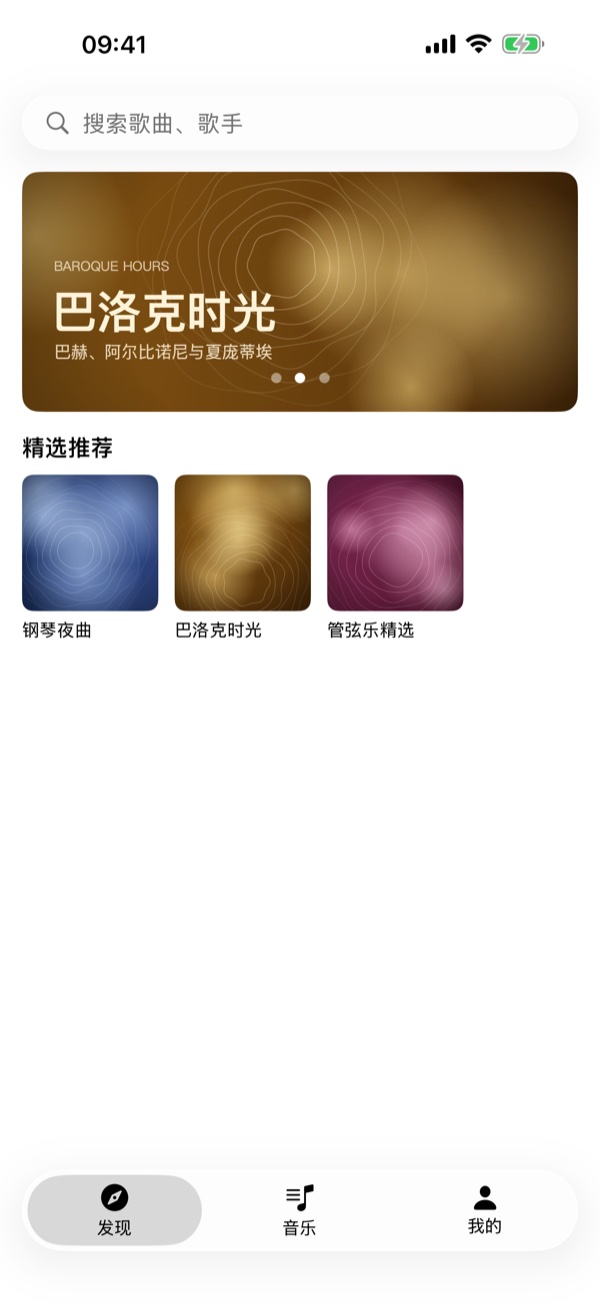 09:41
搜索歌曲、歌手
BAROQUE HOURS
巴洛克时光
巴赫、阿尔比诺尼与夏庞蒂埃
精选推荐
钢琴夜曲
巴洛克时光
管弦乐精选
发现
音乐
我的